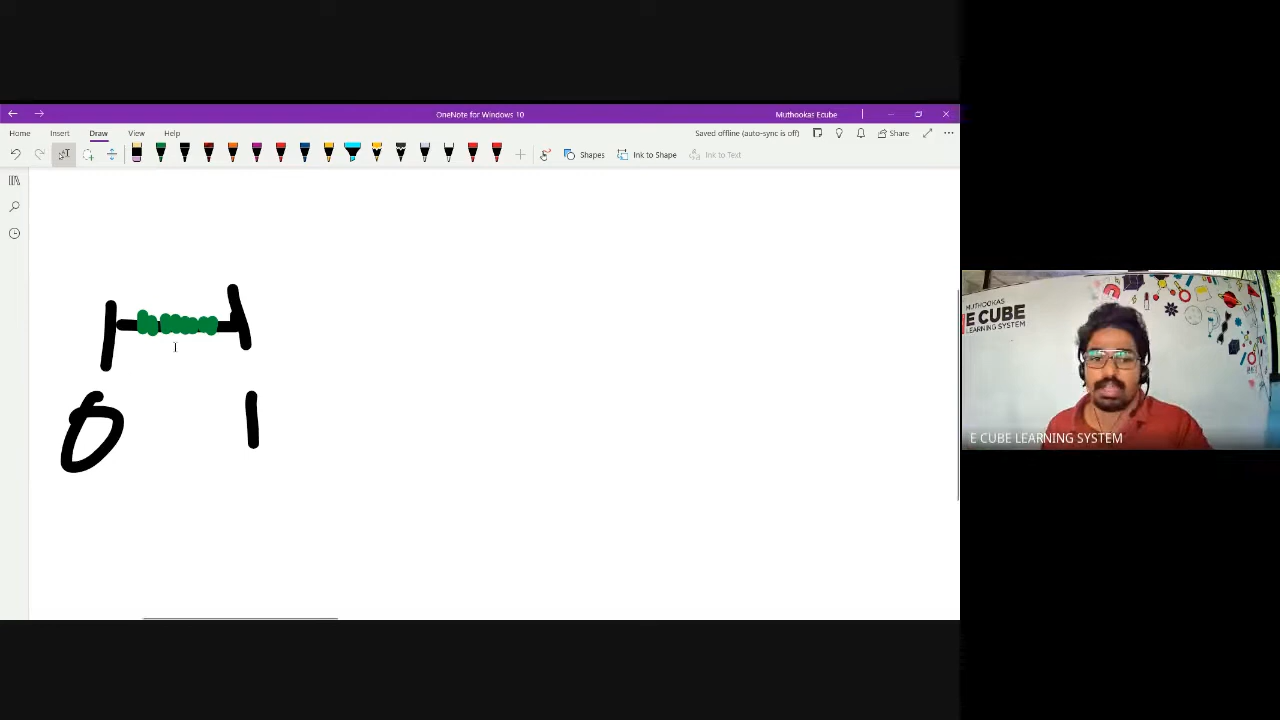 OneNote for Windows 10
Muthookas Ecube
Home Insert Draw View Help
Saved offline (auto-sync is off)
Share
Shapes
Ink to Shape
Ink to Text
0 1
MUTHOOKAS
E CUBE
LEARNING SYSTEM
E CUBE LEARNING SYSTEM